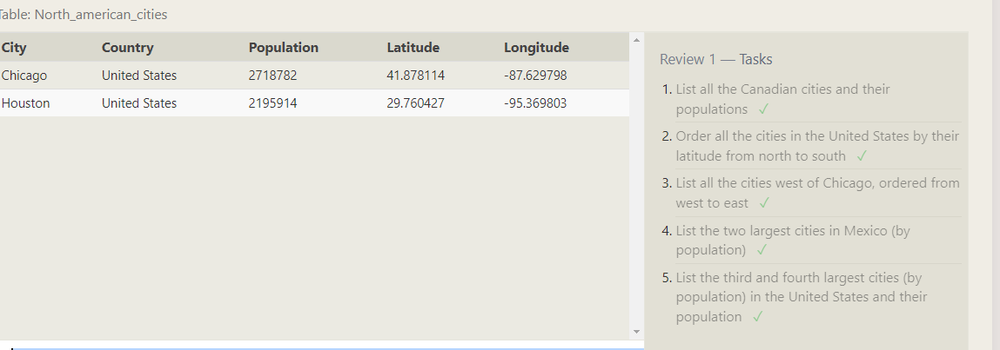 Table: North_american_cities
City Country Population Latitude Longitude
Chicago United States 2718782 41.878114 -87.629798
Houston United States 2195914 29.760427 -95.369803
Review 1 — Tasks
1. List all the Canadian cities and their
populations ✓
2. Order all the cities in the United States by their
latitude from north to south ✓
3. List all the cities west of Chicago, ordered from
west to east ✓
4. List the two largest cities in Mexico (by
population) ✓
5. List the third and fourth largest cities (by
population) in the United States and their
population ✓